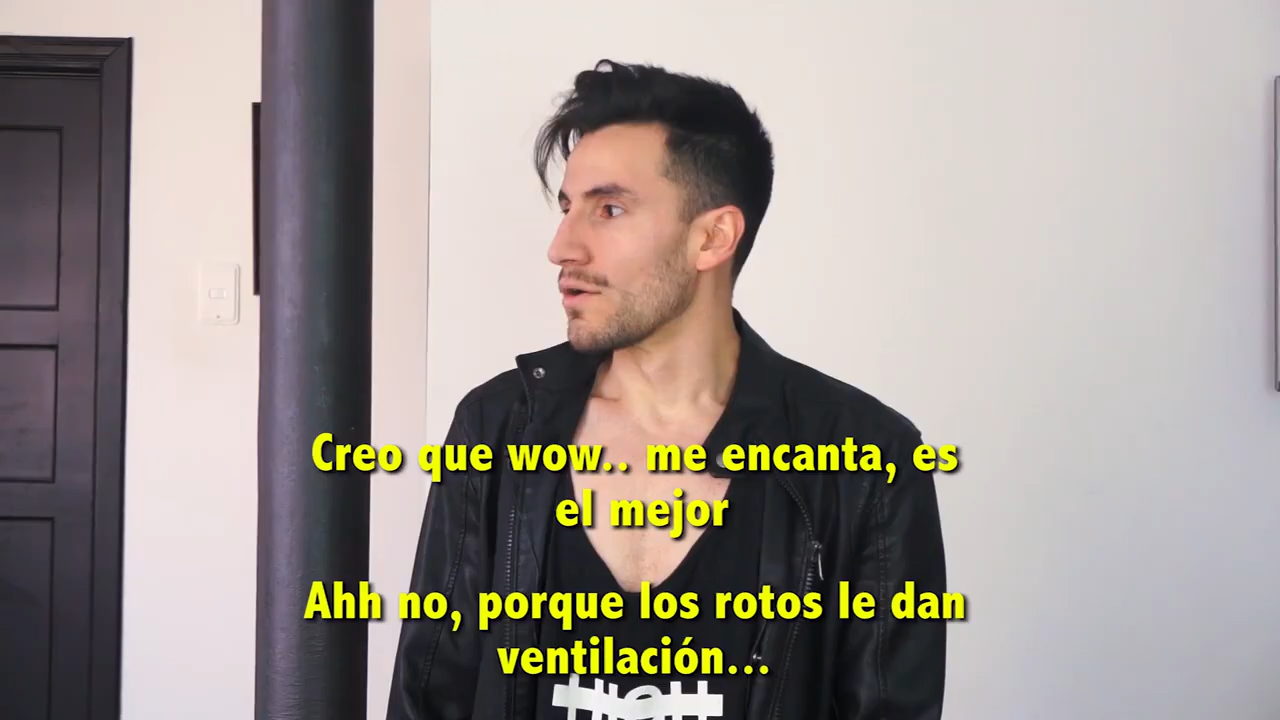 Creo que wow.. me encanta, es
el mejor
Ahh no, porque los rotos le dan
ventilación...